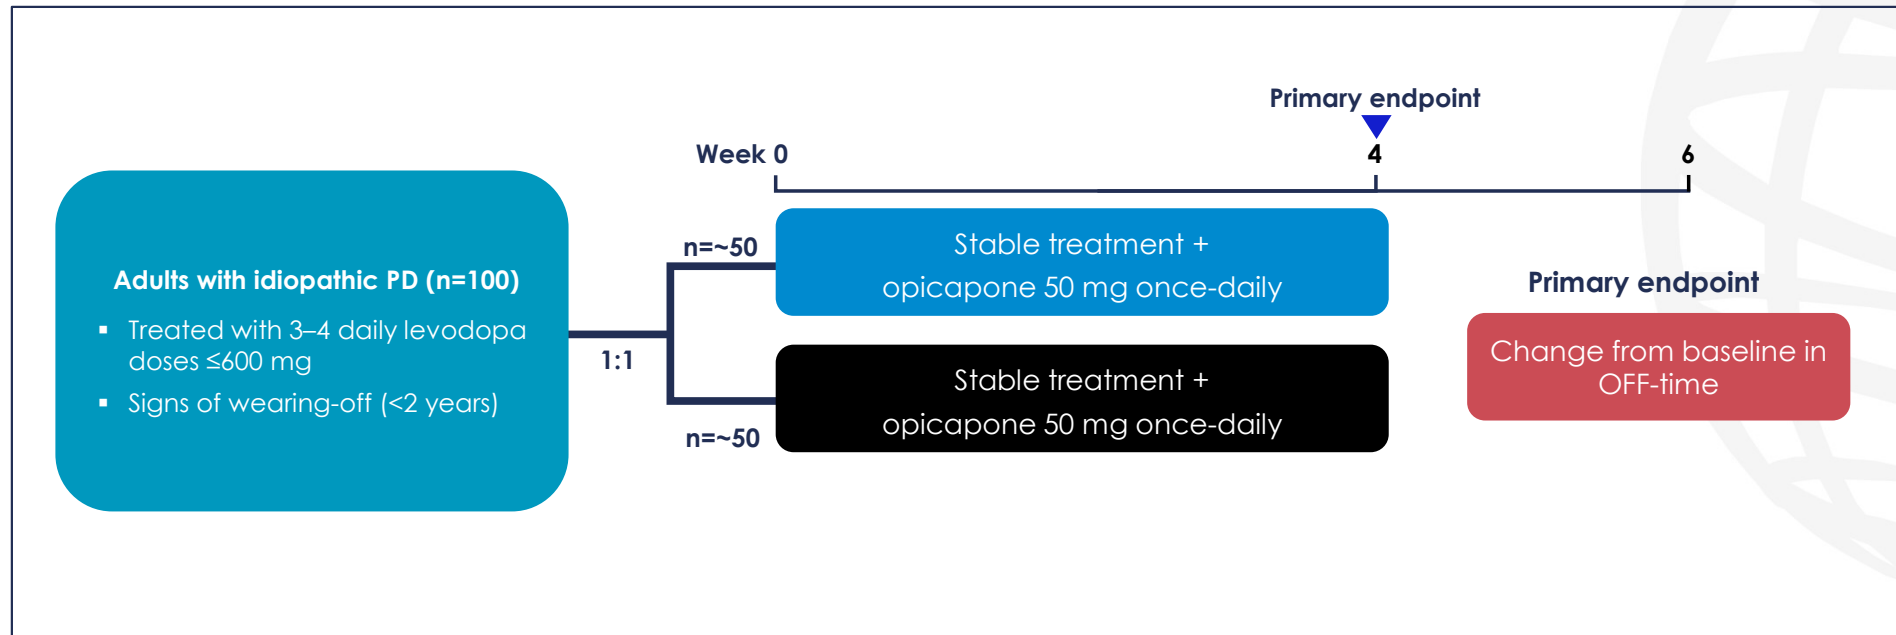 Primary endpoint
Week 0
4
6
Adults with idiopathic PD (n=100)
▪ Treated with 3–4 daily levodopa
doses ≤600 mg
▪ Signs of wearing-off (<2 years)
1:1
n=~50
Stable treatment +
opicapone 50 mg once-daily
n=~50
Stable treatment +
opicapone 50 mg once-daily
Primary endpoint
Change from baseline in
OFF-time